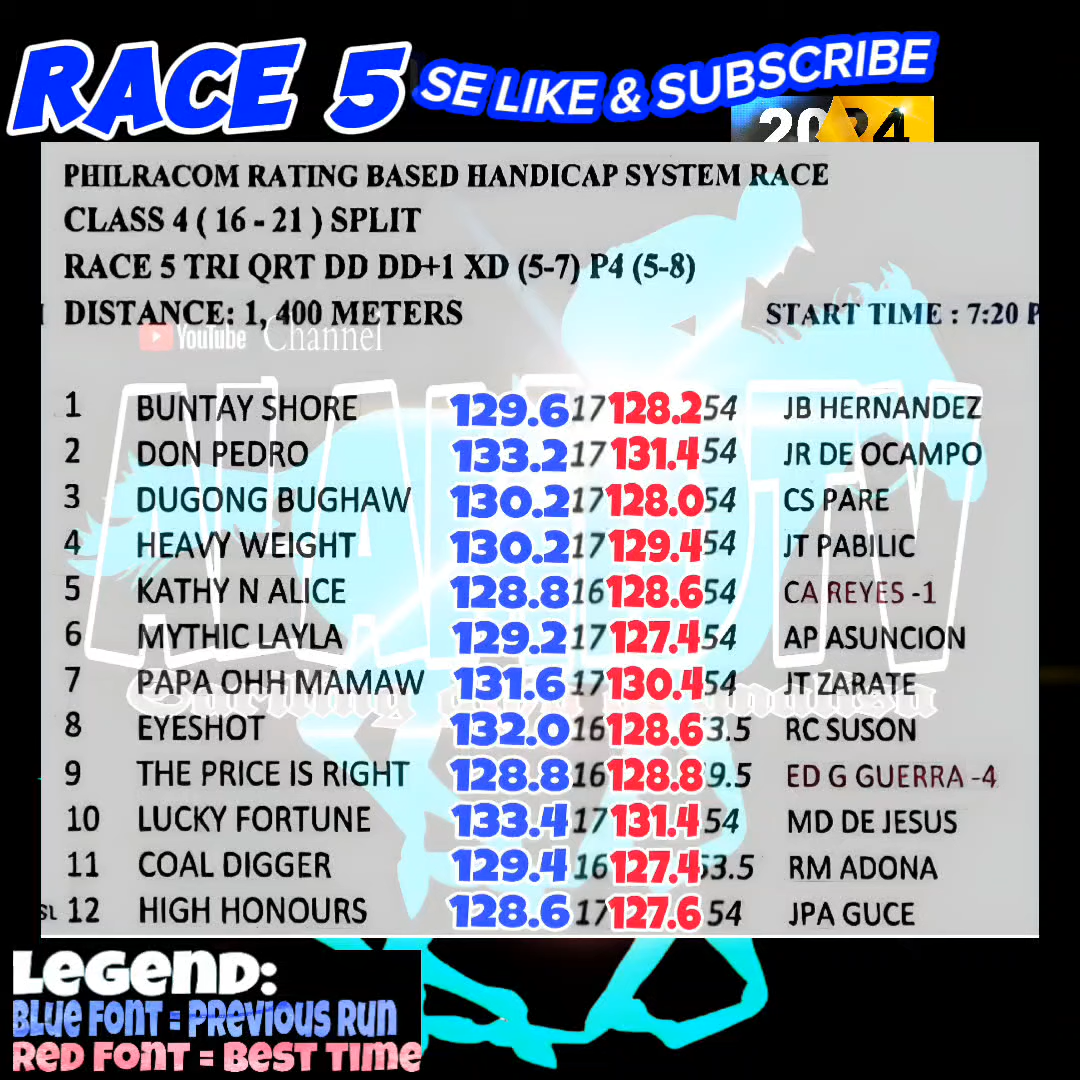 RACE 5 SE LIKE & SUBSCRIBE
2024
PHILRACOM RATING BASED HANDICAP SYSTEM RACE
CLASS 4 ( 16 - 21 ) SPLIT
RACE 5 TRI QRT DD DD+1 XD (5-7) P4 (5-8)
DISTANCE: 1, 400 METERS START TIME : 7:20 P
YouTube Channel
1 BUNTAY SHORE 129.6 17 128.2 54 JB HERNANDEZ
2 DON PEDRO 133.2 17 131.4 54 JR DE OCAMPO
3 DUGONG BUGHAW 130.2 17 128.0 54 CS PARE
4 HEAVY WEIGHT 130.2 17 129.4 54 JT PABILIC
5 KATHY N ALICE 128.8 16 128.6 54 CA REYES -1
6 MYTHIC LAYLA 129.2 17 127.4 54 AP ASUNCION
7 PAPA OHH MAMAW 131.6 17 130.4 54 JT ZARATE
8 EYESHOT 132.0 16 128.6 3.5 RC SUSON
9 THE PRICE IS RIGHT 128.8 16 128.8 9.5 ED G GUERRA -4
10 LUCKY FORTUNE 133.4 17 131.4 54 MD DE JESUS
11 COAL DIGGER 129.4 16 127.4 53.5 RM ADONA
SL 12 HIGH HONOURS 128.6 17 127.6 54 JPA GUCE
LEGEND:
BLUE FONT = PREVIOUS RUN
RED FONT = BEST TIME